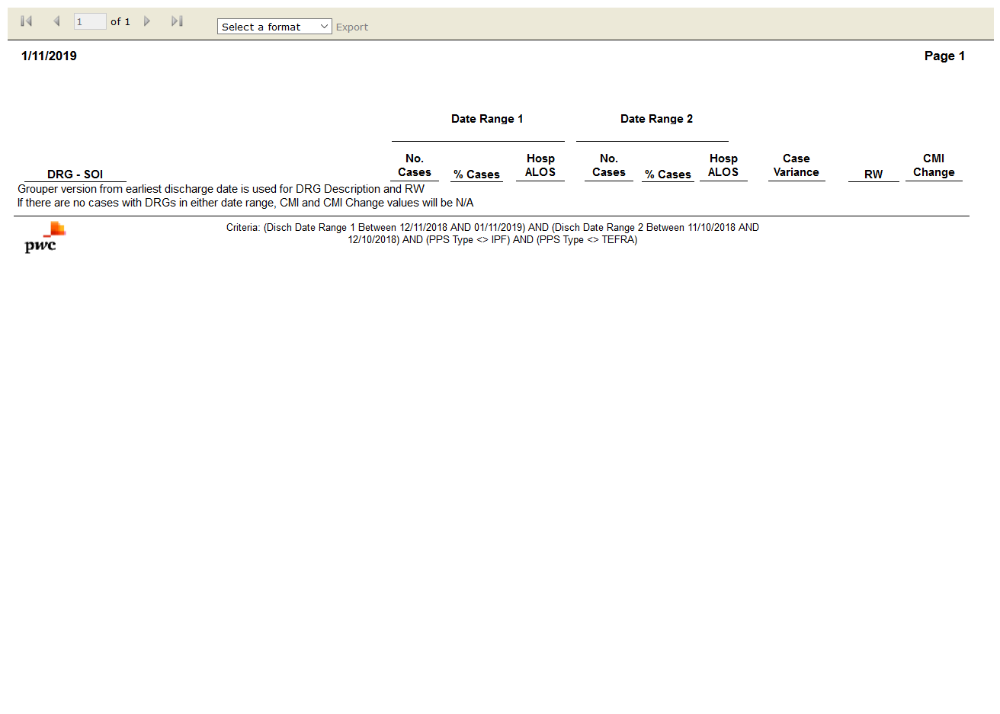 1 of 1 Select a format Export
1/11/2019 Page 1
Date Range 1 Date Range 2
No. Hosp No. Hosp Case CMI
DRG - SOI Cases % Cases ALOS Cases % Cases ALOS Variance RW Change
Grouper version from earliest discharge date is used for DRG Description and RW
If there are no cases with DRGs in either date range, CMI and CMI Change values will be N/A
Criteria: (Disch Date Range 1 Between 12/11/2018 AND 01/11/2019) AND (Disch Date Range 2 Between 11/10/2018 AND
12/10/2018) AND (PPS Type <> IPF) AND (PPS Type <> TEFRA)
pwc